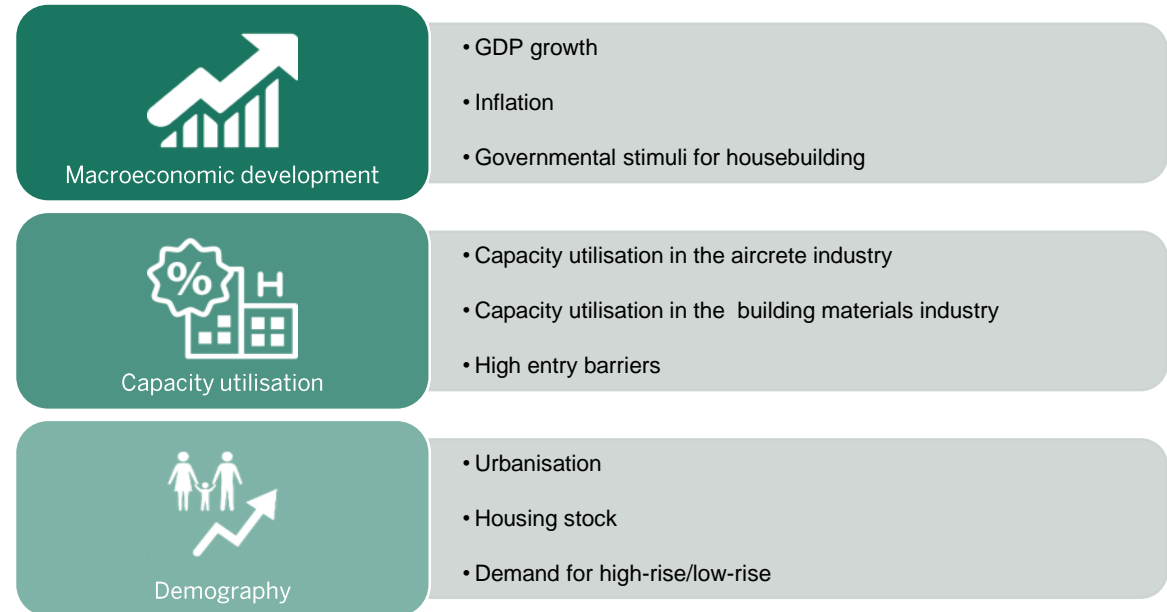 Macroeconomic development
• GDP growth
• Inflation
• Governmental stimuli for housebuilding
%
H
Capacity utilisation
• Capacity utilisation in the aircrete industry
• Capacity utilisation in the  building materials industry
• High entry barriers
Demography
• Urbanisation
• Housing stock
• Demand for high-rise/low-rise